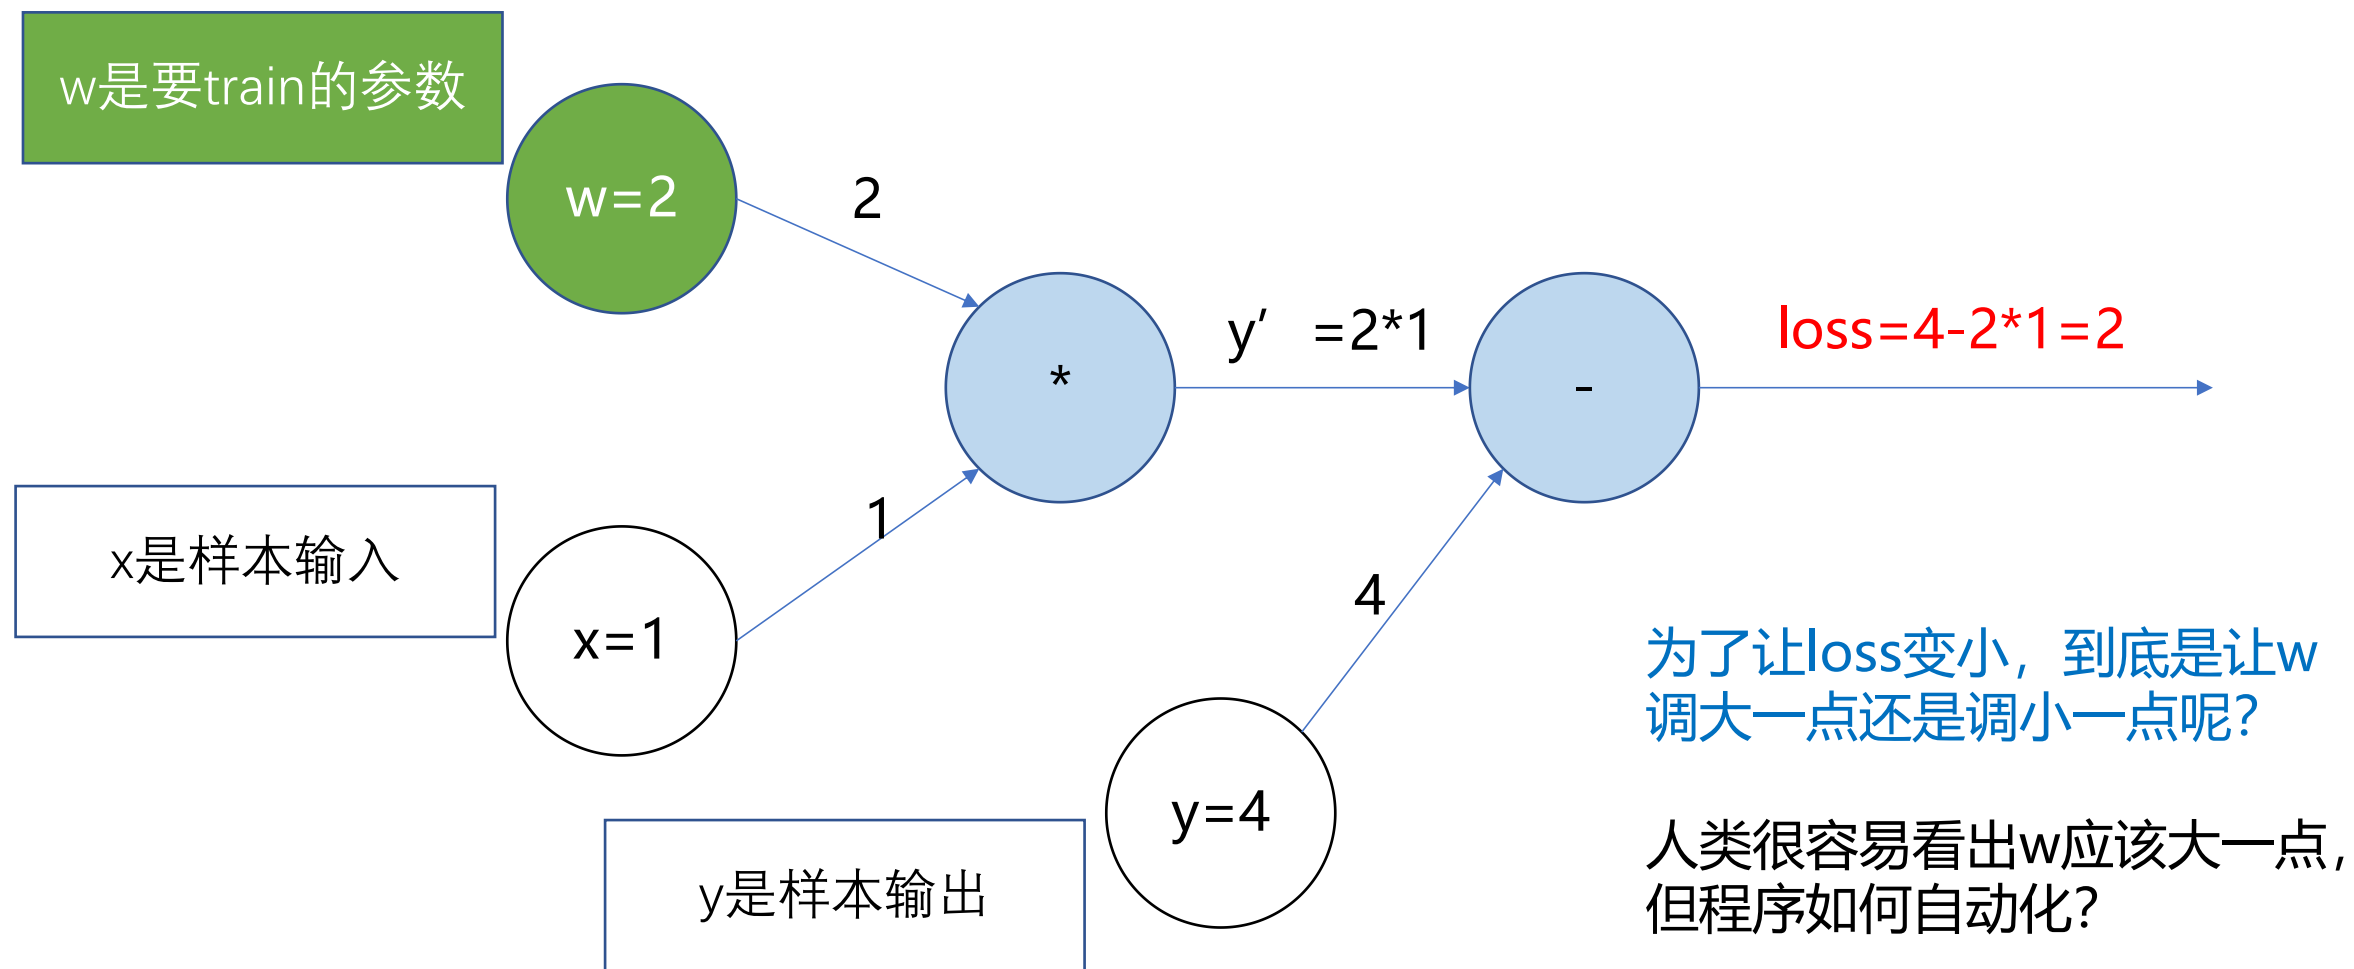 w是要train的参数
w=2
2
*
y’ =2*1
-
loss=4-2*1=2
x是样本输入
x=1
1
4
y是样本输出
y=4
为了让loss变小，到底是让w
调大一点还是调小一点呢？
人类很容易看出w应该大一点，
但程序如何自动化？